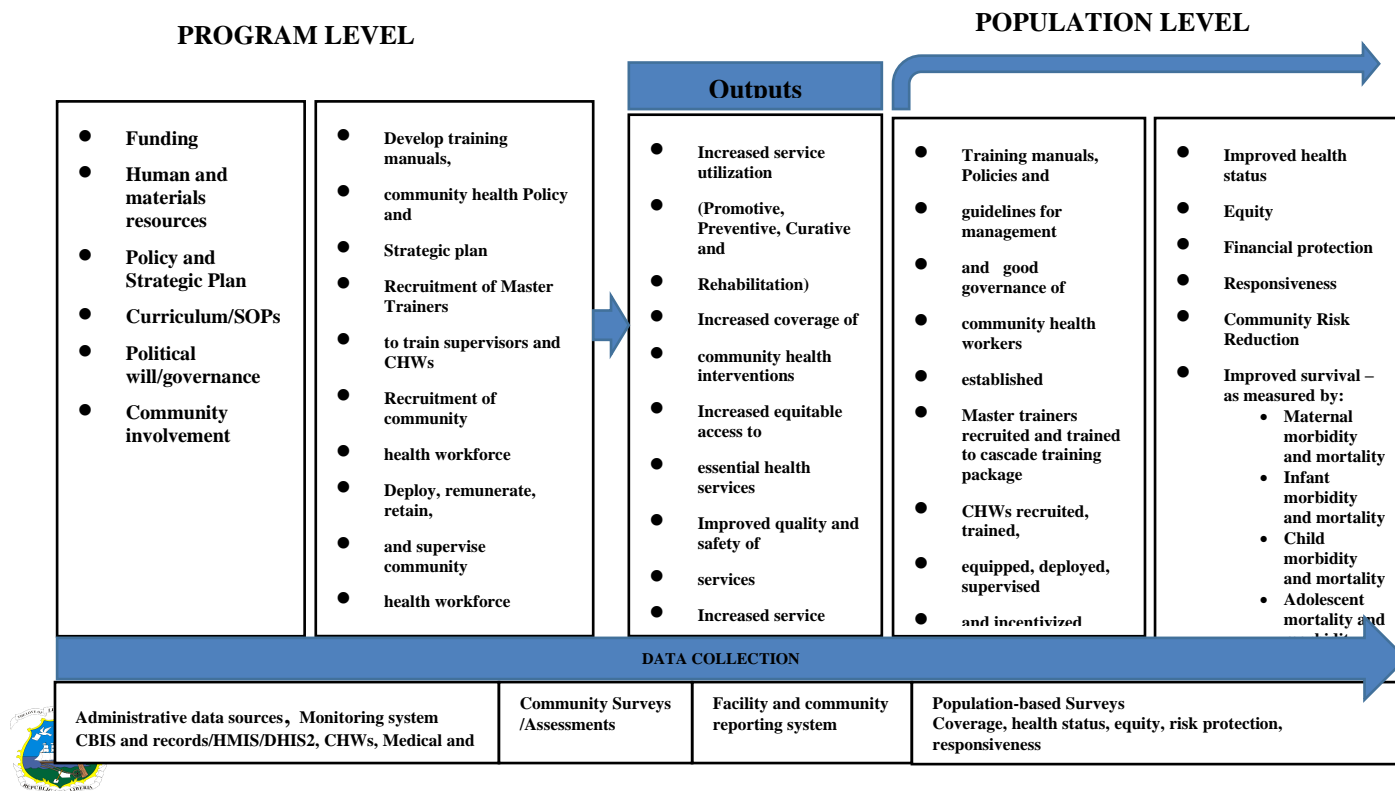 PROGRAM LEVEL
POPULATION LEVEL
Outputs
Funding
Human and
materials
resources
Policy and
Strategic Plan
Curriculum/SOPs
Political
will/governance
Community
involvement
Develop training
manuals,
community health Policy
and
Strategic plan
Recruitment of Master
Trainers
to train supervisors and
CHWs
Recruitment of
community
health workforce
Deploy, remunerate,
retain,
and supervise
community
health workforce
Increased service
utilization
(Promotive,
Preventive, Curative
and
Rehabilitation)
Increased coverage of
community health
interventions
Increased equitable
access to
essential health
services
Improved quality and
safety of
services
Increased service
Training manuals,
Policies and
guidelines for
management
and good
governance of
community health
workers
established
Master trainers
recruited and trained
to cascade training
package
CHWs recruited,
trained,
equipped, deployed,
supervised
and incentivized
Improved health
status
Equity
Financial protection
Responsiveness
Community Risk
Reduction
Improved survival –
as measured by:
Maternal
morbidity
and mortality
Infant
morbidity
and mortality
Child
morbidity
and mortality
Adolescent
mortality and
DATA COLLECTION
Administrative data sources, Monitoring system
CBIS and records/HMIS/DHIS2, CHWs, Medical and
Community Surveys
/Assessments
Facility and community
reporting system
Population-based Surveys
Coverage, health status, equity, risk protection,
responsiveness